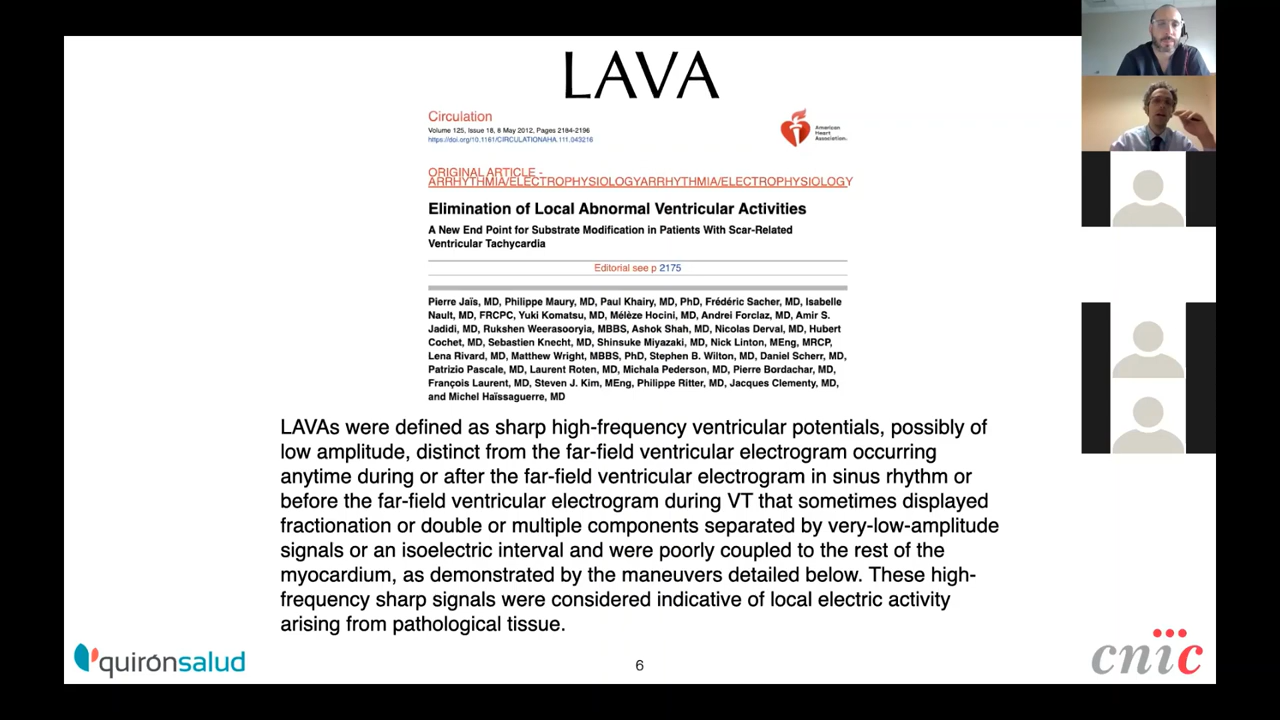 LAVA
Circulation
Volume 125, Issue 18, 8 May 2012, Pages 2184-2196
https://doi.org/10.1161/CIRCULATIONAHA.111.043216
American
Heart
Association.
ORIGINAL ARTICLE -
ARRHYTHMIA/ELECTROPHYSIOLOGYARRHYTHMIA/ELECTROPHYSIOLOGY
Elimination of Local Abnormal Ventricular Activities
A New End Point for Substrate Modification in Patients With Scar-Related
Ventricular Tachycardia
Editorial see p 2175
Pierre Jaïs, MD, Philippe Maury, MD, Paul Khairy, MD, PhD, Frédéric Sacher, MD, Isabelle
Nault, MD, FRCPC, Yuki Komatsu, MD, Mélèze Hocini, MD, Andrei Forclaz, MD, Amir S.
Jadidi, MD, Rukshen Weerasooryia, MBBS, Ashok Shah, MD, Nicolas Derval, MD, Hubert
Cochet, MD, Sebastien Knecht, MD, Shinsuke Miyazaki, MD, Nick Linton, MEng, MRCP,
Lena Rivard, MD, Matthew Wright, MBBS, PhD, Stephen B. Wilton, MD, Daniel Scherr, MD,
Patrizio Pascale, MD, Laurent Roten, MD, Michala Pederson, MD, Pierre Bordachar, MD,
François Laurent, MD, Steven J. Kim, MEng, Philippe Ritter, MD, Jacques Clementy, MD,
and Michel Haïssaguerre, MD
LAVAs were defined as sharp high-frequency ventricular potentials, possibly of
low amplitude, distinct from the far-field ventricular electrogram occurring
anytime during or after the far-field ventricular electrogram in sinus rhythm or
before the far-field ventricular electrogram during VT that sometimes displayed
fractionation or double or multiple components separated by very-low-amplitude
signals or an isoelectric interval and were poorly coupled to the rest of the
myocardium, as demonstrated by the maneuvers detailed below. These high-
frequency sharp signals were considered indicative of local electric activity
arising from pathological tissue.
quirónsalud
6
cnic